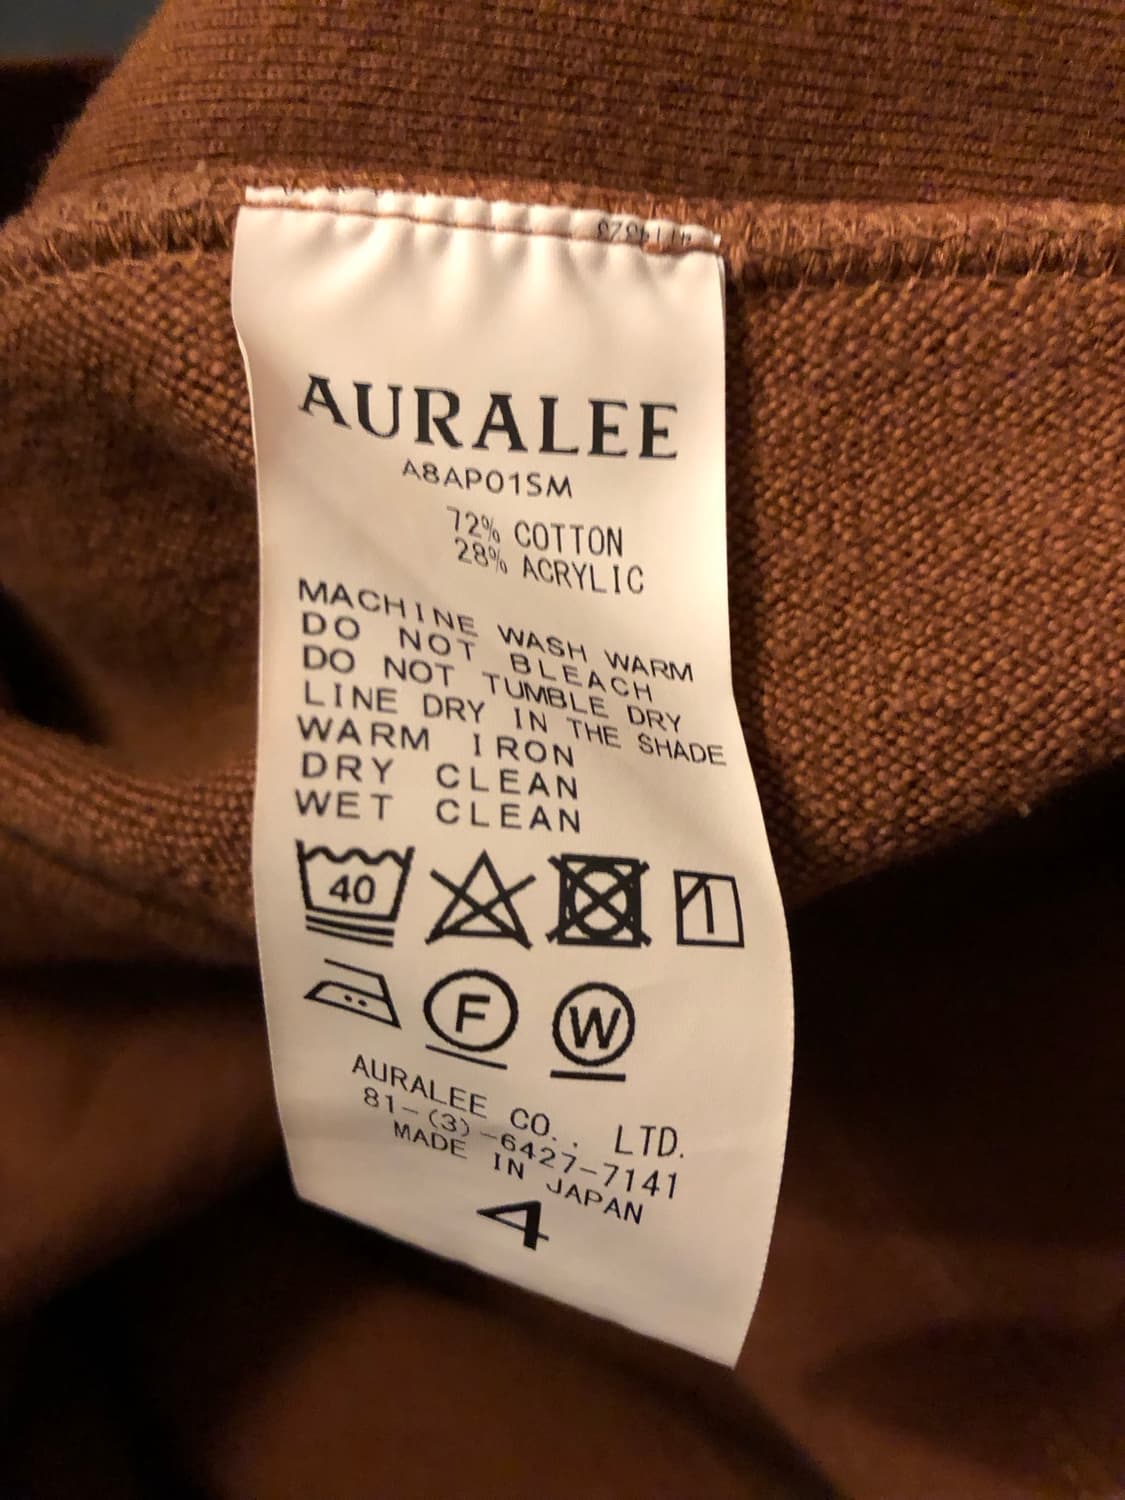 AURALEE
A8AP01SM
72% COTTON
28% ACRYLIC
MACHINE WASH WARM
DO NOT BLEACH
DO NOT TUMBLE DRY
LINE DRY IN THE SHADE
WARM IRON
DRY CLEAN
WET CLEAN
40
F W
AURALEE CO., LTD.
81-(3)-6427-7141
MADE IN JAPAN
4